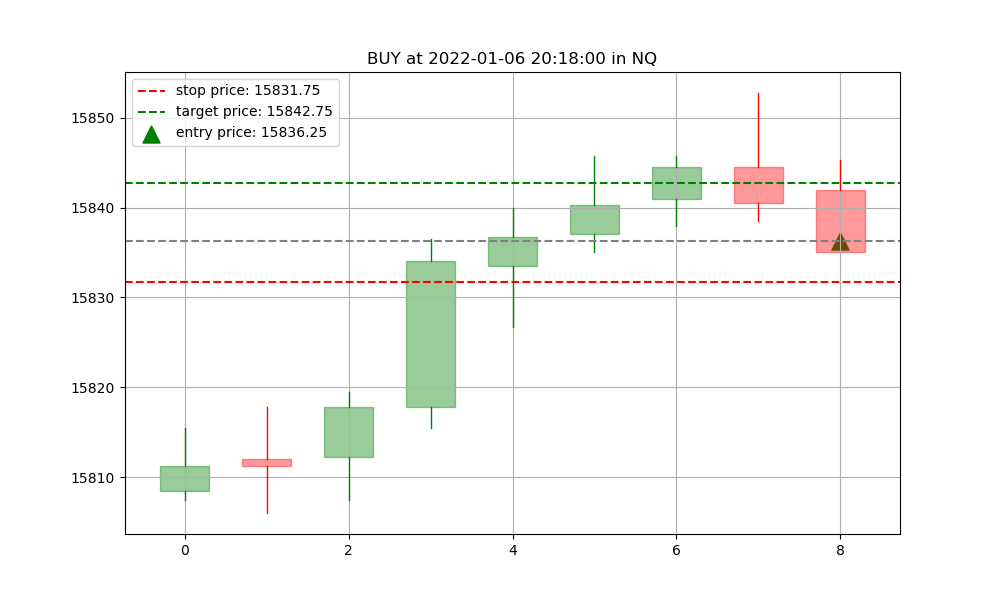 BUY at 2022-01-06 20:18:00 in NQ
stop price: 15831.75
target price: 15842.75
entry price: 15836.25
15850
15840
15830
15820
15810
0 2 4 6 8